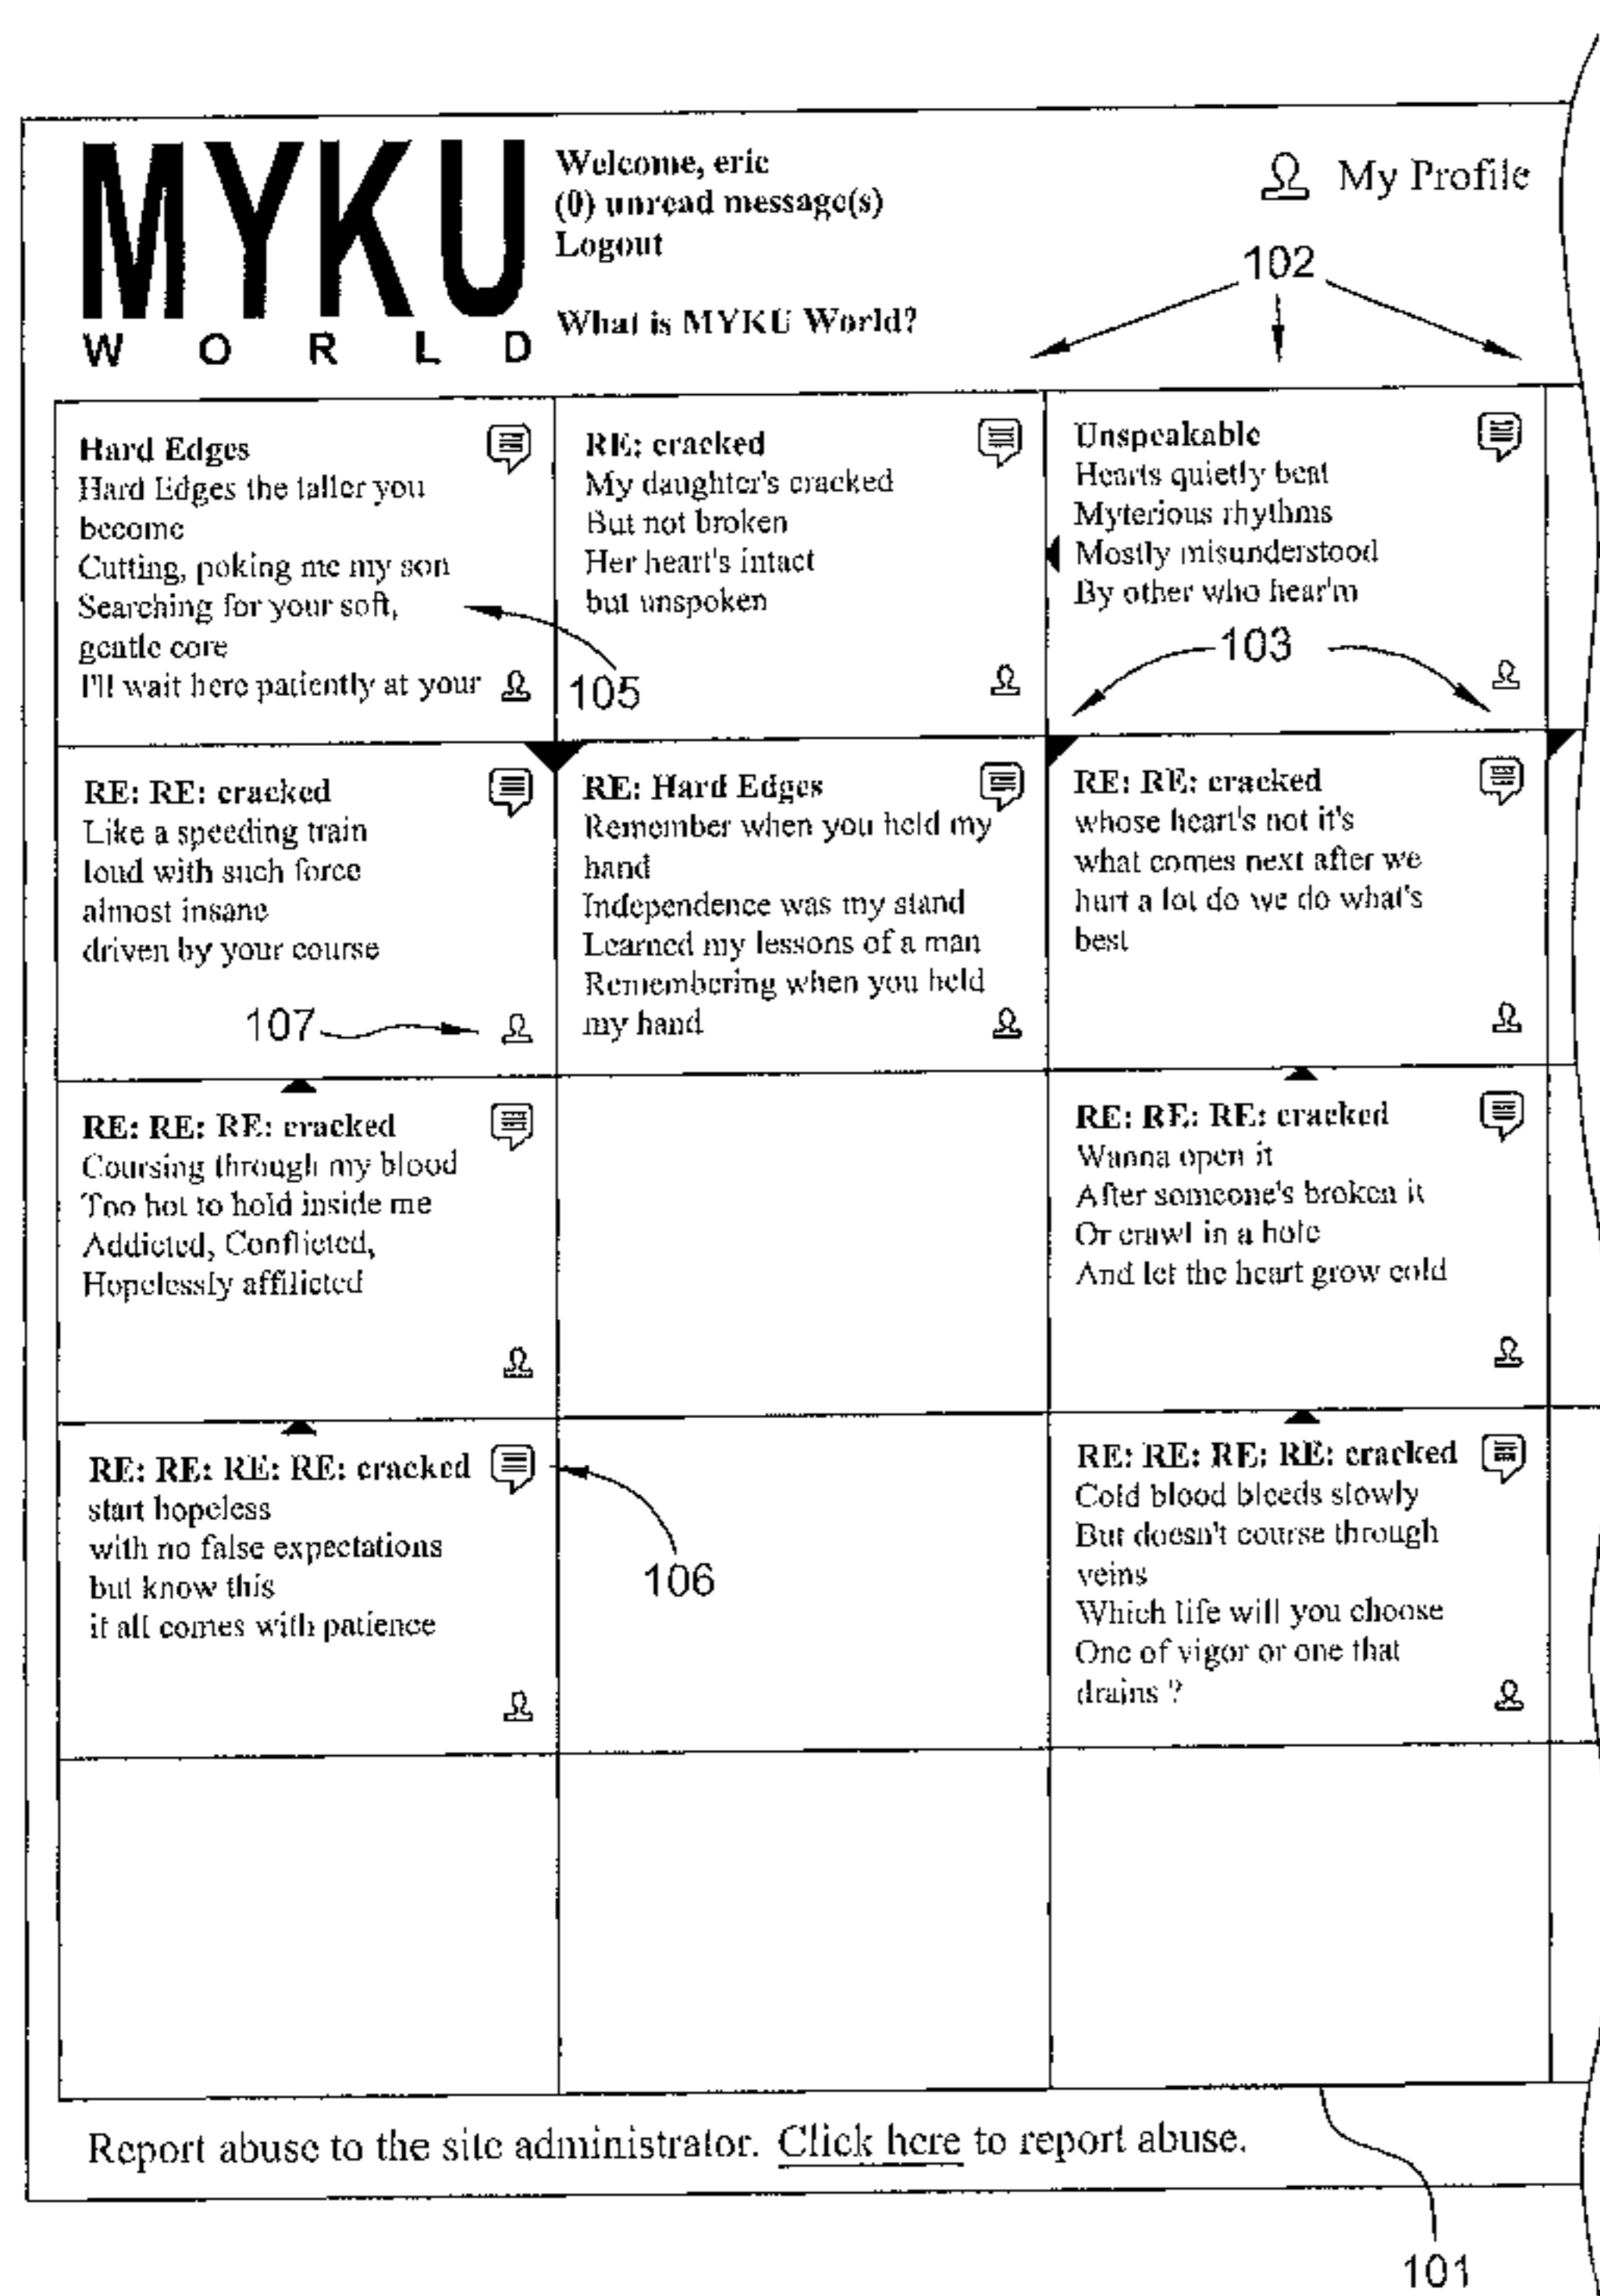 MYKU
WORLD
Welcome, eric
(0) unread message(s)
Logout
What is MYKU World?
My Profile
102
Hard Edges
Hard Edges the taller you
become
Cutting, poking me my son
Searching for your soft,
gentle core
I'll wait here patiently at your
105
RE: cracked
My daughter's cracked
But not broken
Her heart's intact
but unspoken
Unspeakable
Hearts quietly beat
Myterious rhythms
Mostly misunderstood
By other who hear'm
103
RE: RE: cracked
Like a speeding train
loud with such force
almost insane
driven by your course
107
RE: Hard Edges
Remember when you held my
hand
Independence was my stand
Learned my lessons of a man
Remembering when you held
my hand
RE: RE: cracked
whose heart's not it's
what comes next after we
hurt a lot do we do what's
best
RE: RE: RE: cracked
Coursing through my blood
Too hot to hold inside me
Addicted, Conflicted,
Hopelessly affilicted
RE: RE: RE: cracked
Wanna open it
After someone's broken it
Or crawl in a hole
And let the heart grow cold
RE: RE: RE: RE: cracked
start hopeless
with no false expectations
but know this
it all comes with patience
106
RE: RE: RE: RE: cracked
Cold blood bleeds slowly
But doesn't course through
veins
Which life will you choose
One of vigor or one that
drains ?
Report abuse to the site administrator. Click here to report abuse.
101